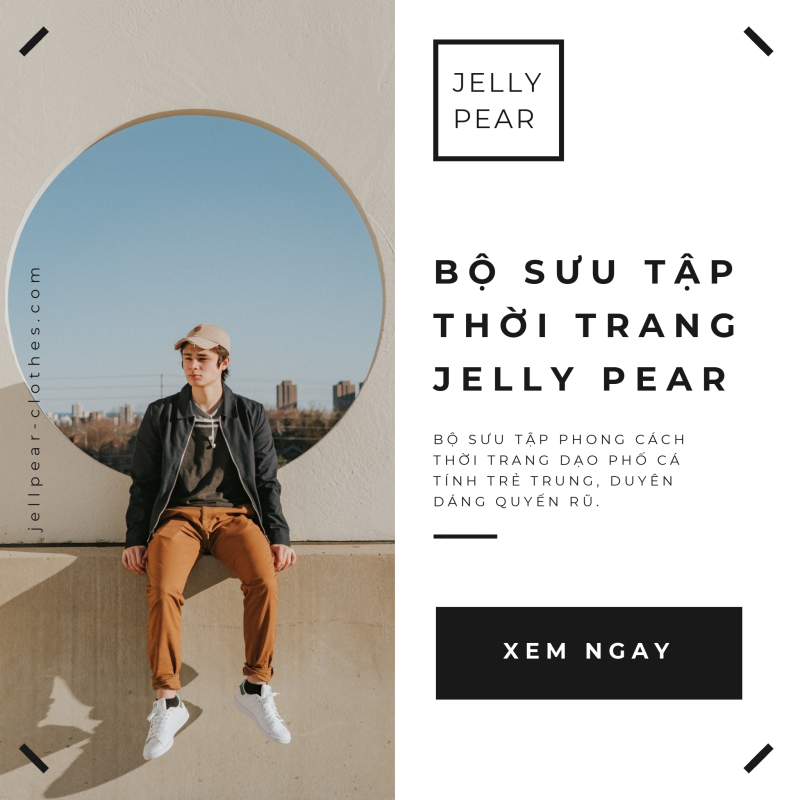 JELLY
PEAR
BỘ SƯU TẬP
THỜI TRANG
JELLY PEAR
BỘ SƯU TẬP PHONG CÁCH
THỜI TRANG DẠO PHỐ CÁ
TÍNH TRẺ TRUNG, DUYÊN
DÁNG QUYẾN RŨ.
XEM NGAY
jellpear-clothes.com